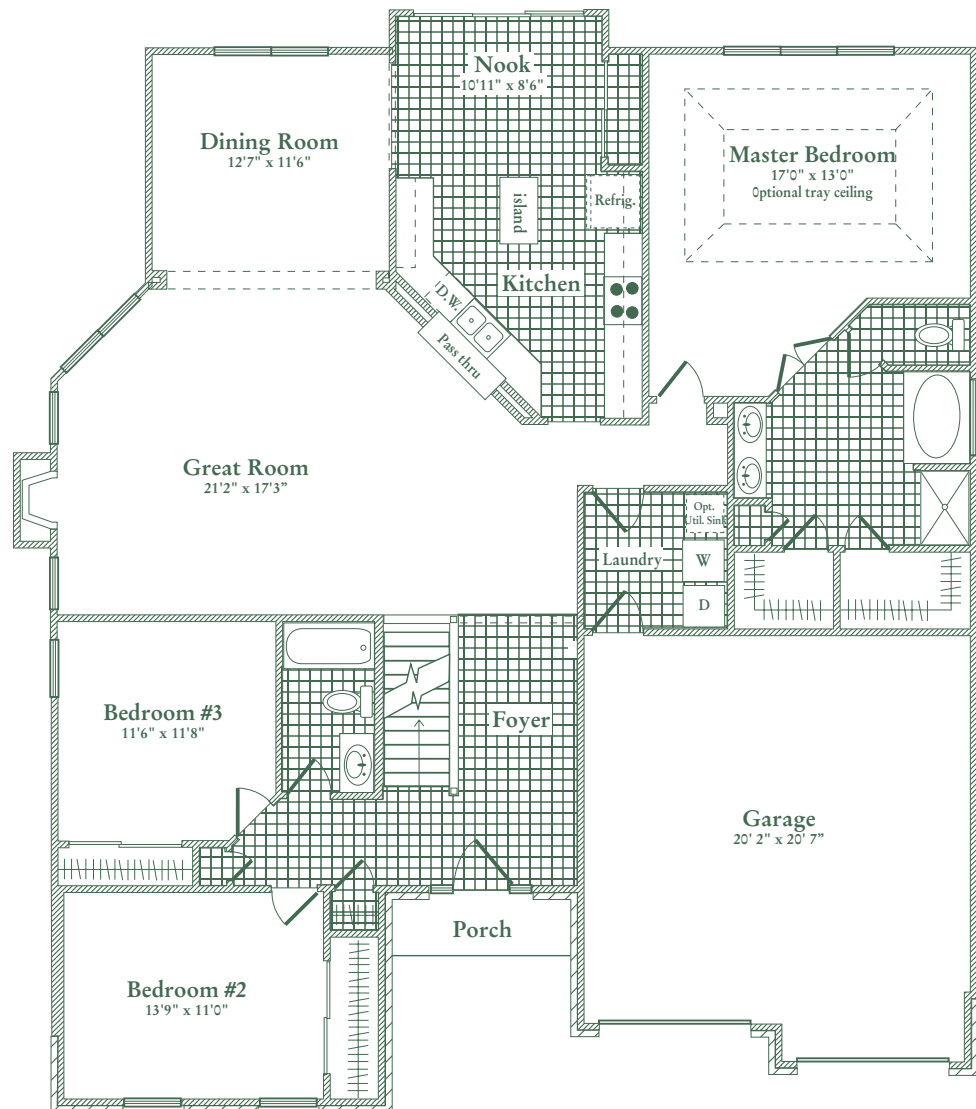 Nook
10'11" x 8'6"
Dining Room
12'7" x 11'6"
Master Bedroom
17'0" x 13'0"
Optional tray ceiling
island
Refrig.
Kitchen
D.W.
Pass thru
Great Room
21'2" x 17'3”
Opt.
Util. Sink
Laundry
W
D
Bedroom #3
11'6" x 11'8"
Foyer
Garage
20' 2" x 20' 7”
Porch
Bedroom #2
13'9" x 11'0"